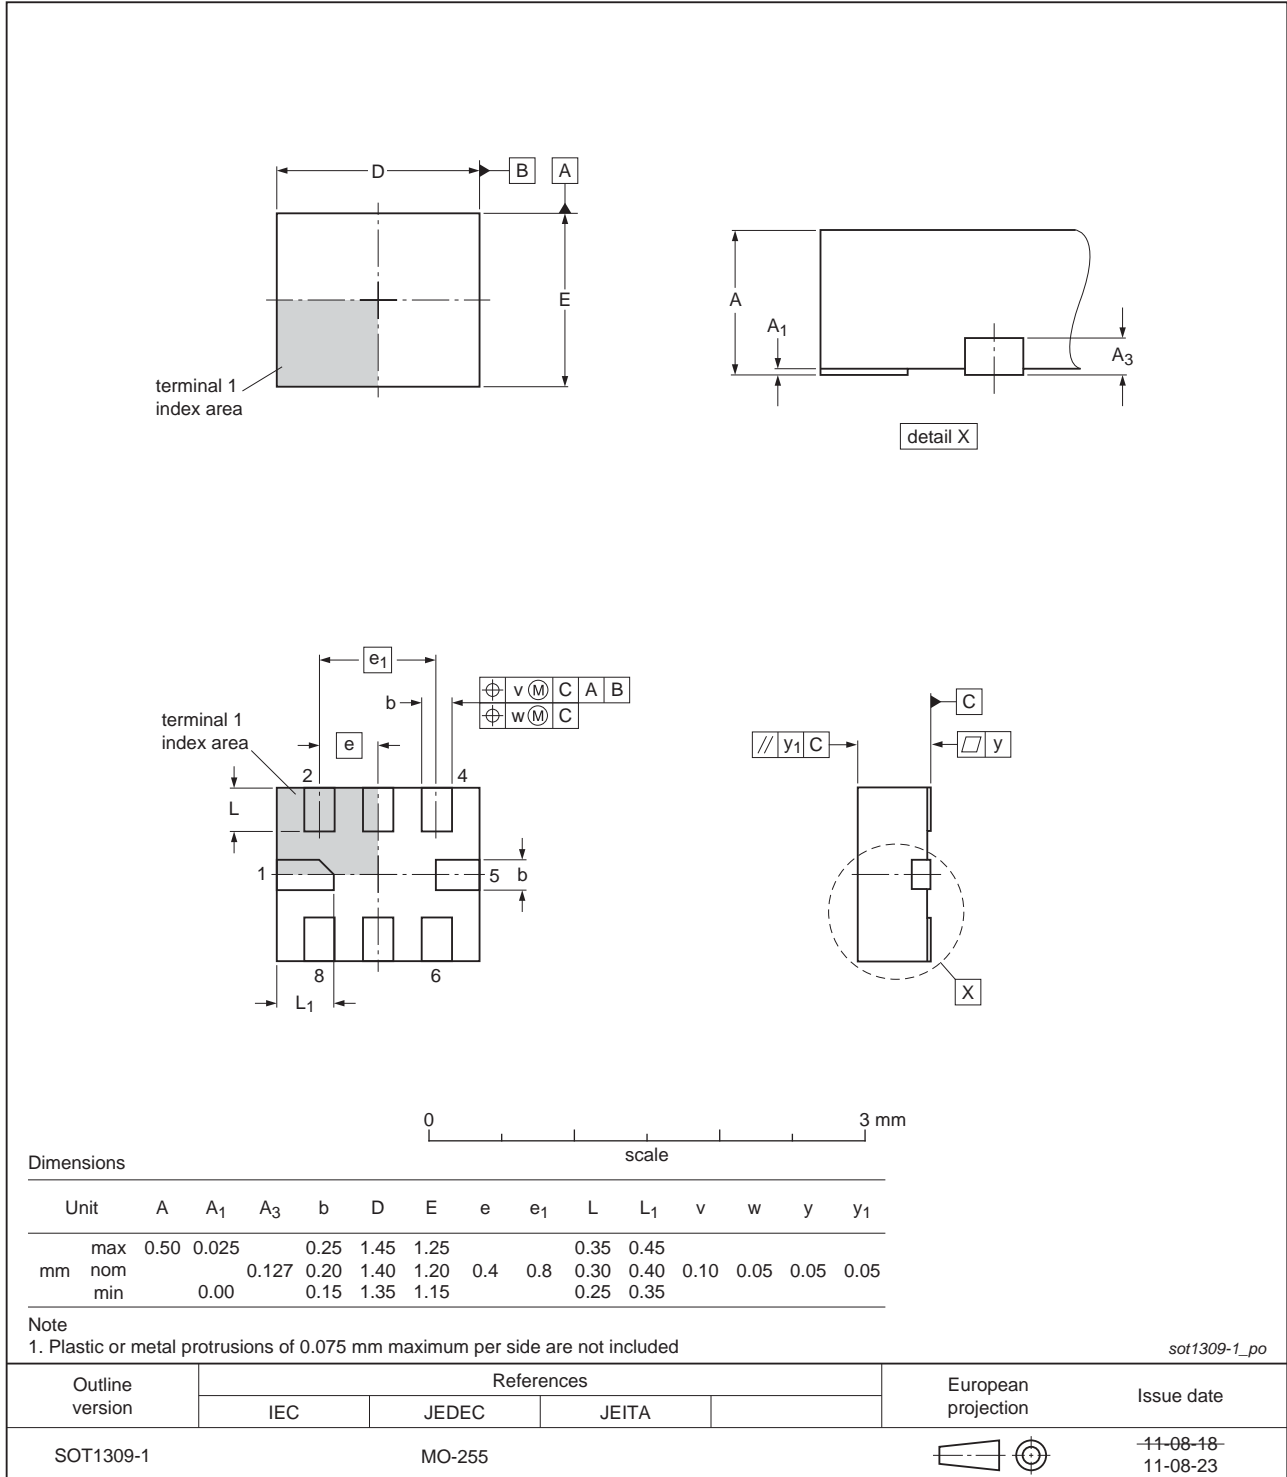 D B A
E
terminal 1
index area
A
A1
A3
detail X
e1
b
v M C A B
w M C
terminal 1
index area
e
2 4
L
1 5 b
8 6
L1
C
// y1 C
y
X
0 3 mm
scale
Dimensions
Unit A A1 A3 b D E e e1 L L1 v w y y1
max 0.50 0.025 0.25 1.45 1.25 0.35 0.45
mm nom 0.127 0.20 1.40 1.20 0.4 0.8 0.30 0.40 0.10 0.05 0.05 0.05
min 0.00 0.15 1.35 1.15 0.25 0.35
Note
1. Plastic or metal protrusions of 0.075 mm maximum per side are not included
sot1309-1_po
Outline version
References
European projection
Issue date
IEC JEDEC JEITA
SOT1309-1 MO-255
11-08-18
11-08-23